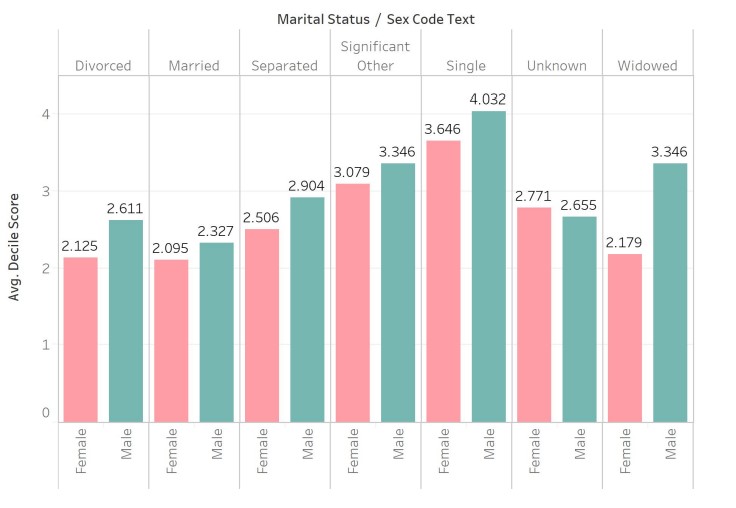 Marital Status / Sex Code Text
Divorced
Married
Separated
Significant
Other
Single
Unknown
Widowed
Avg. Decile Score
4
3
2
1
0
2.125
2.611
2.095
2.327
2.506
2.904
3.079
3.346
3.646
4.032
2.771
2.655
2.179
3.346
Female
Male
Female
Male
Female
Male
Female
Male
Female
Male
Female
Male
Female
Male